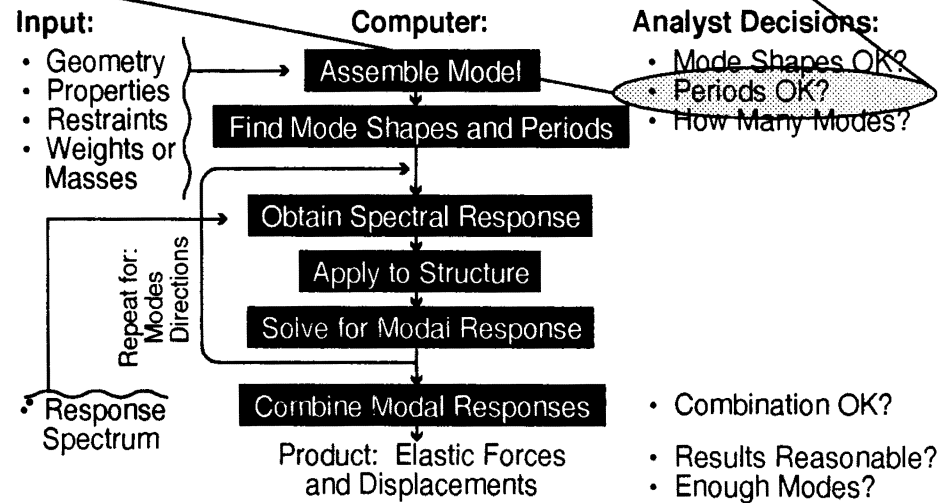 Input:
• Geometry
• Properties
• Restraints
• Weights or
Masses
Repeat for:
Modes
Directions
• Response
Spectrum
Computer:
Assemble Model
Find Mode Shapes and Periods
Obtain Spectral Response
Apply to Structure
Solve for Modal Response
Combine Modal Responses
Product: Elastic Forces
and Displacements
Analyst Decisions:
• Mode Shapes OK?
• Periods OK?
• How Many Modes?
• Combination OK?
• Results Reasonable?
• Enough Modes?